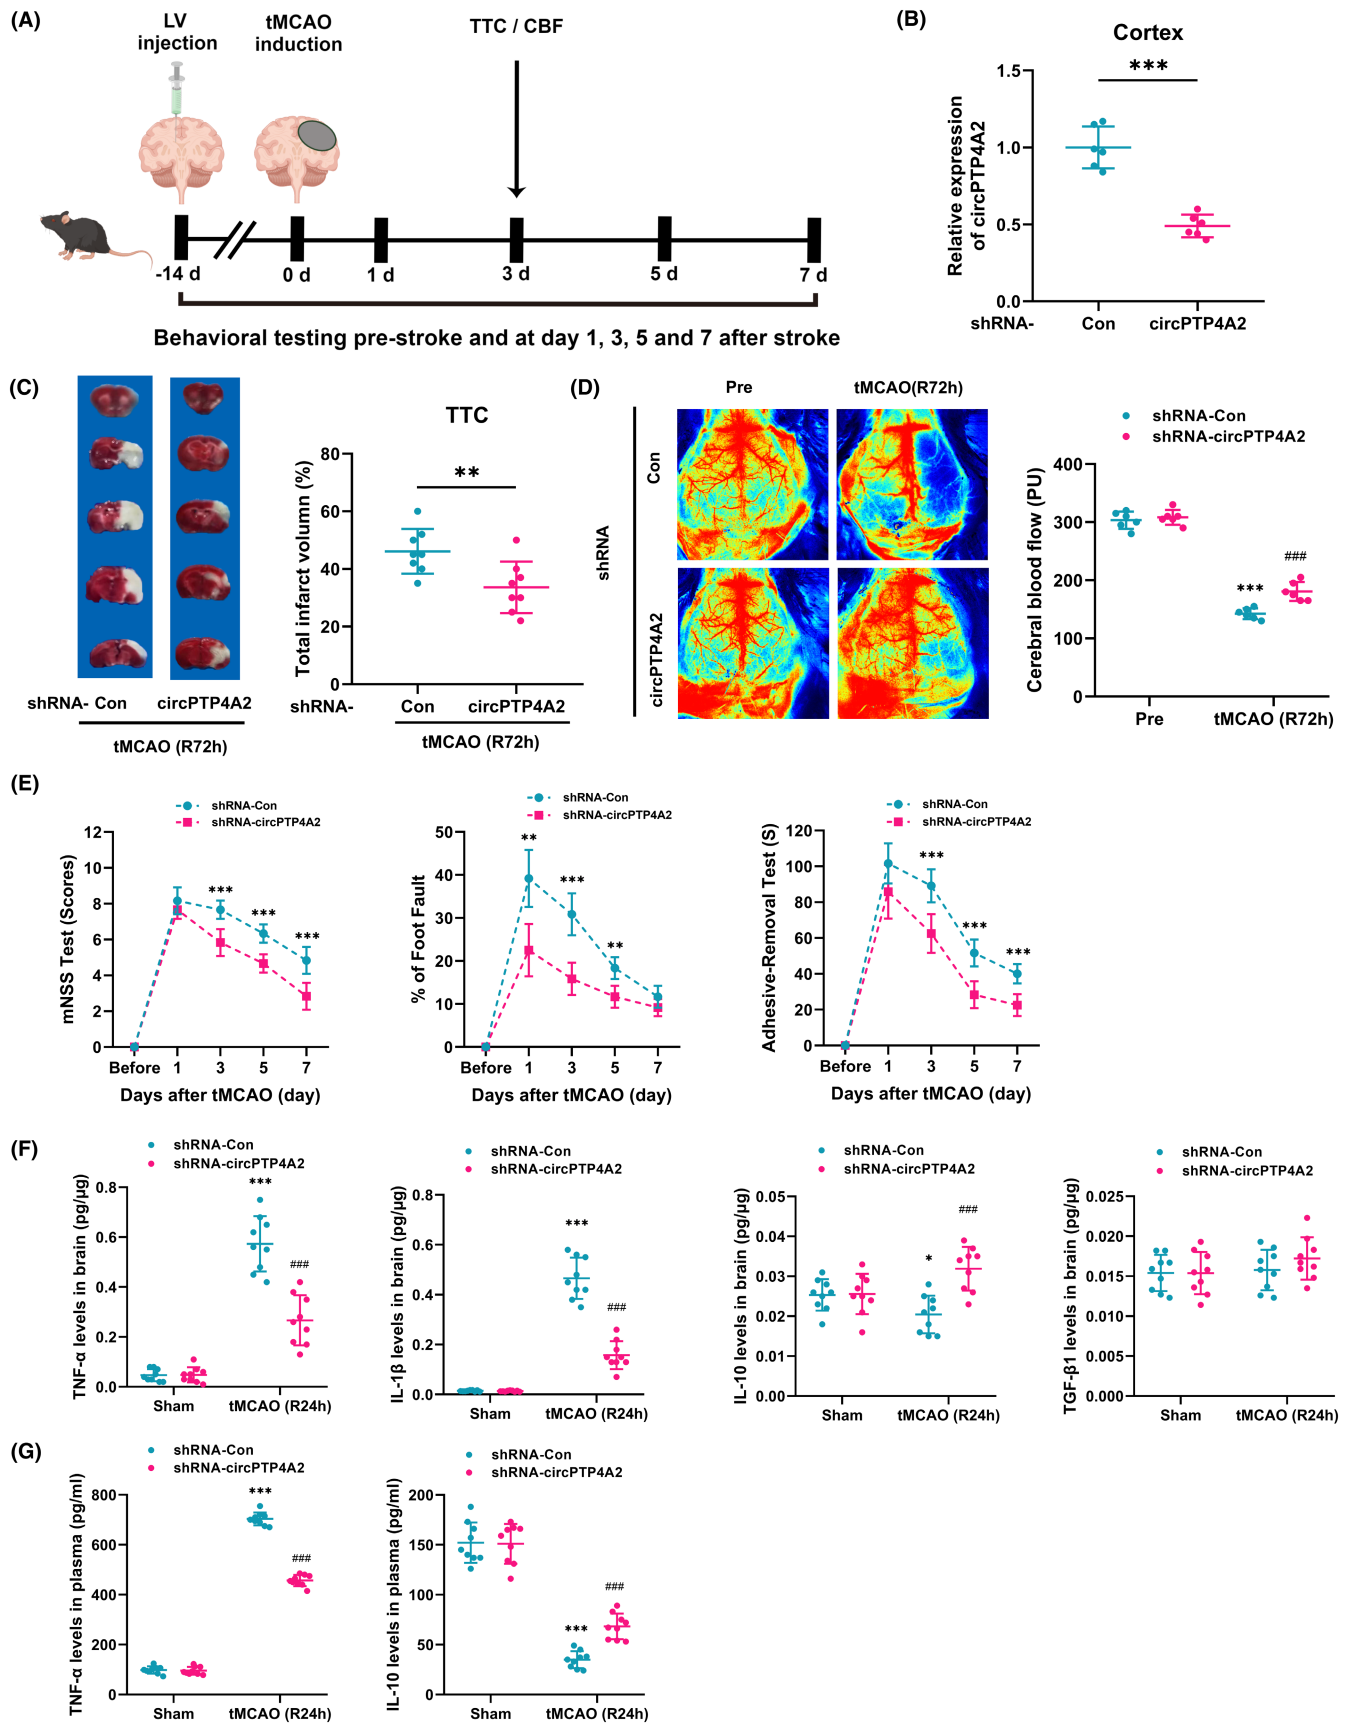 (A)
LV
injection
tMCAO
induction
TTC / CBF
-14 d
0 d
1 d
3 d
5 d
7 d
Behavioral testing pre-stroke and at day 1, 3, 5 and 7 after stroke
(B)
Cortex
***
Relative expression
of circPTP4A2
1.5
1.0
0.5
0.0
shRNA-
Con
circPTP4A2
(C)
shRNA- Con
circPTP4A2
tMCAO (R72h)
TTC
**
Total infarct volumn (%)
80
60
40
20
0
shRNA-
Con
circPTP4A2
tMCAO (R72h)
(D)
Pre
tMCAO(R72h)
shRNA
Con
circPTP4A2
shRNA-Con
shRNA-circPTP4A2
Cerebral blood flow (PU)
400
300
200
100
0
***
###
Pre
tMCAO (R72h)
(E)
shRNA-Con
shRNA-circPTP4A2
mNSS Test (Scores)
12
10
8
6
4
2
0
***
***
***
Before 1 3 5 7
Days after tMCAO (day)
shRNA-Con
shRNA-circPTP4A2
% of Foot Fault
50
40
30
20
10
0
**
***
**
Before 1 3 5 7
Days after tMCAO (day)
shRNA-Con
shRNA-circPTP4A2
Adhesive-Removal Test (S)
120
100
80
60
40
20
0
***
***
***
Before 1 3 5 7
Days after tMCAO (day)
(F)
shRNA-Con
shRNA-circPTP4A2
TNF-α levels in brain (pg/μg)
0.8
0.6
0.4
0.2
0.0
***
###
Sham
tMCAO (R24h)
shRNA-Con
shRNA-circPTP4A2
IL-1β levels in brain (pg/μg)
0.8
0.6
0.4
0.2
0.0
***
###
Sham
tMCAO (R24h)
shRNA-Con
shRNA-circPTP4A2
IL-10 levels in brain (pg/μg)
0.05
0.04
0.03
0.02
0.01
0.00
*
###
Sham
tMCAO (R24h)
shRNA-Con
shRNA-circPTP4A2
TGF-β1 levels in brain (pg/μg)
0.025
0.020
0.015
0.010
0.005
0.000
Sham
tMCAO (R24h)
(G)
shRNA-Con
shRNA-circPTP4A2
TNF-α levels in plasma (pg/ml)
800
600
400
200
0
***
###
Sham
tMCAO (R24h)
shRNA-Con
shRNA-circPTP4A2
IL-10 levels in plasma (pg/ml)
200
150
100
50
0
***
###
Sham
tMCAO (R24h)